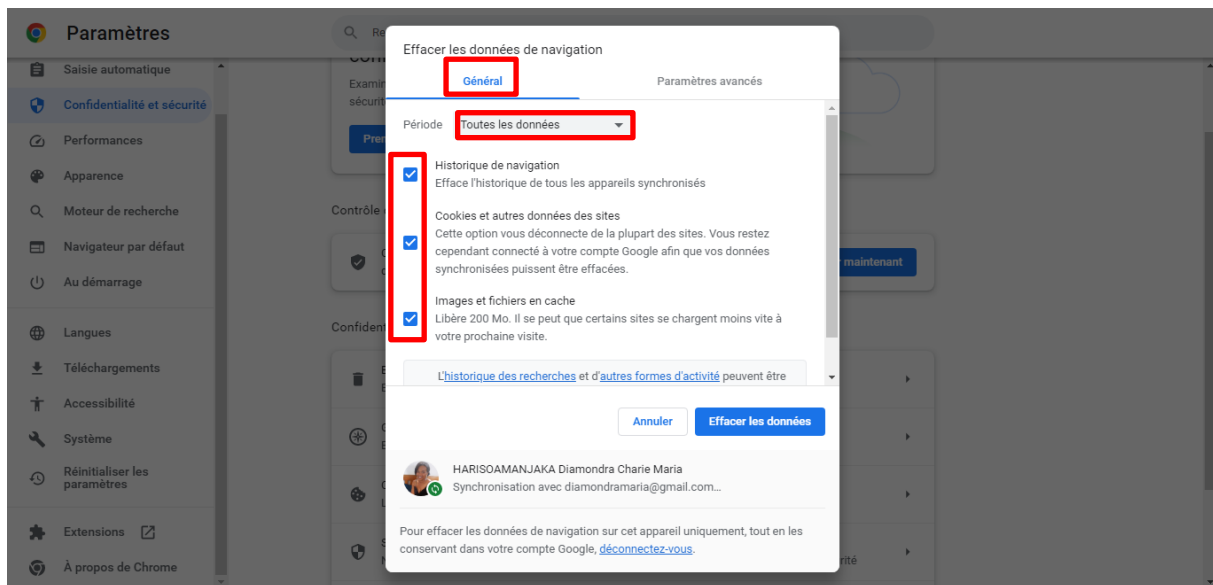 Paramètres
Saisie automatique
Confidentialité et sécurité
Performances
Apparence
Moteur de recherche
Navigateur par défaut
Au démarrage
Langues
Téléchargements
Accessibilité
Système
Réinitialiser les
paramètres
Extensions
À propos de Chrome
Effacer les données de navigation
Général
Paramètres avancés
Période Toutes les données
Historique de navigation
Efface l'historique de tous les appareils synchronisés
Cookies et autres données des sites
Cette option vous déconnecte de la plupart des sites. Vous restez
cependant connecté à votre compte Google afin que vos données
synchronisées puissent être effacées.
Images et fichiers en cache
Libère 200 Mo. Il se peut que certains sites se chargent moins vite à
votre prochaine visite.
L'historique des recherches et d'autres formes d'activité peuvent être
Annuler
Effacer les données
HARISOAMANJAKA Diamondra Charie Maria
Synchronisation avec diamondramaria@gmail.com...
Pour effacer les données de navigation sur cet appareil uniquement, tout en les
conservant dans votre compte Google, déconnectez-vous.
Contrôle
maintenant